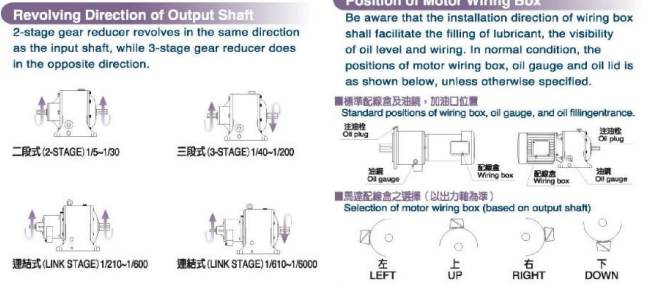 Revolving Direction of Output Shaft
2-stage gear reducer revolves in the same direction
as the input shaft, while 3-stage gear reducer does
in the opposite direction.
二段式 (2-STAGE) 1/5~1/30
三段式 (3-STAGE) 1/40~1/200
連結式 (LINK STAGE) 1/210~1/600
連結式 (LINK STAGE) 1/610~1/6000
Position of Motor Wiring Box
Be aware that the installation direction of wiring box
shall facilitate the filling of lubricant, the visibility
of oil level and wiring. In normal condition, the
positions of motor wiring box, oil gauge and oil lid is
as shown below, unless otherwise specified.
■標準配線盒及油鏡，加油口位置
Standard positions of wiring box, oil gauge, and oil fillingentrance.
注油栓
Oil plug
油鏡
Oil gauge
配線盒
Wiring box
注油栓
Oil plug
配線盒
Wiring box
油鏡
Oil gauge
■馬達配線盒之選擇（以出力軸為準）
Selection of motor wiring box (based on output shaft)
左
LEFT
上
UP
右
RIGHT
下
DOWN